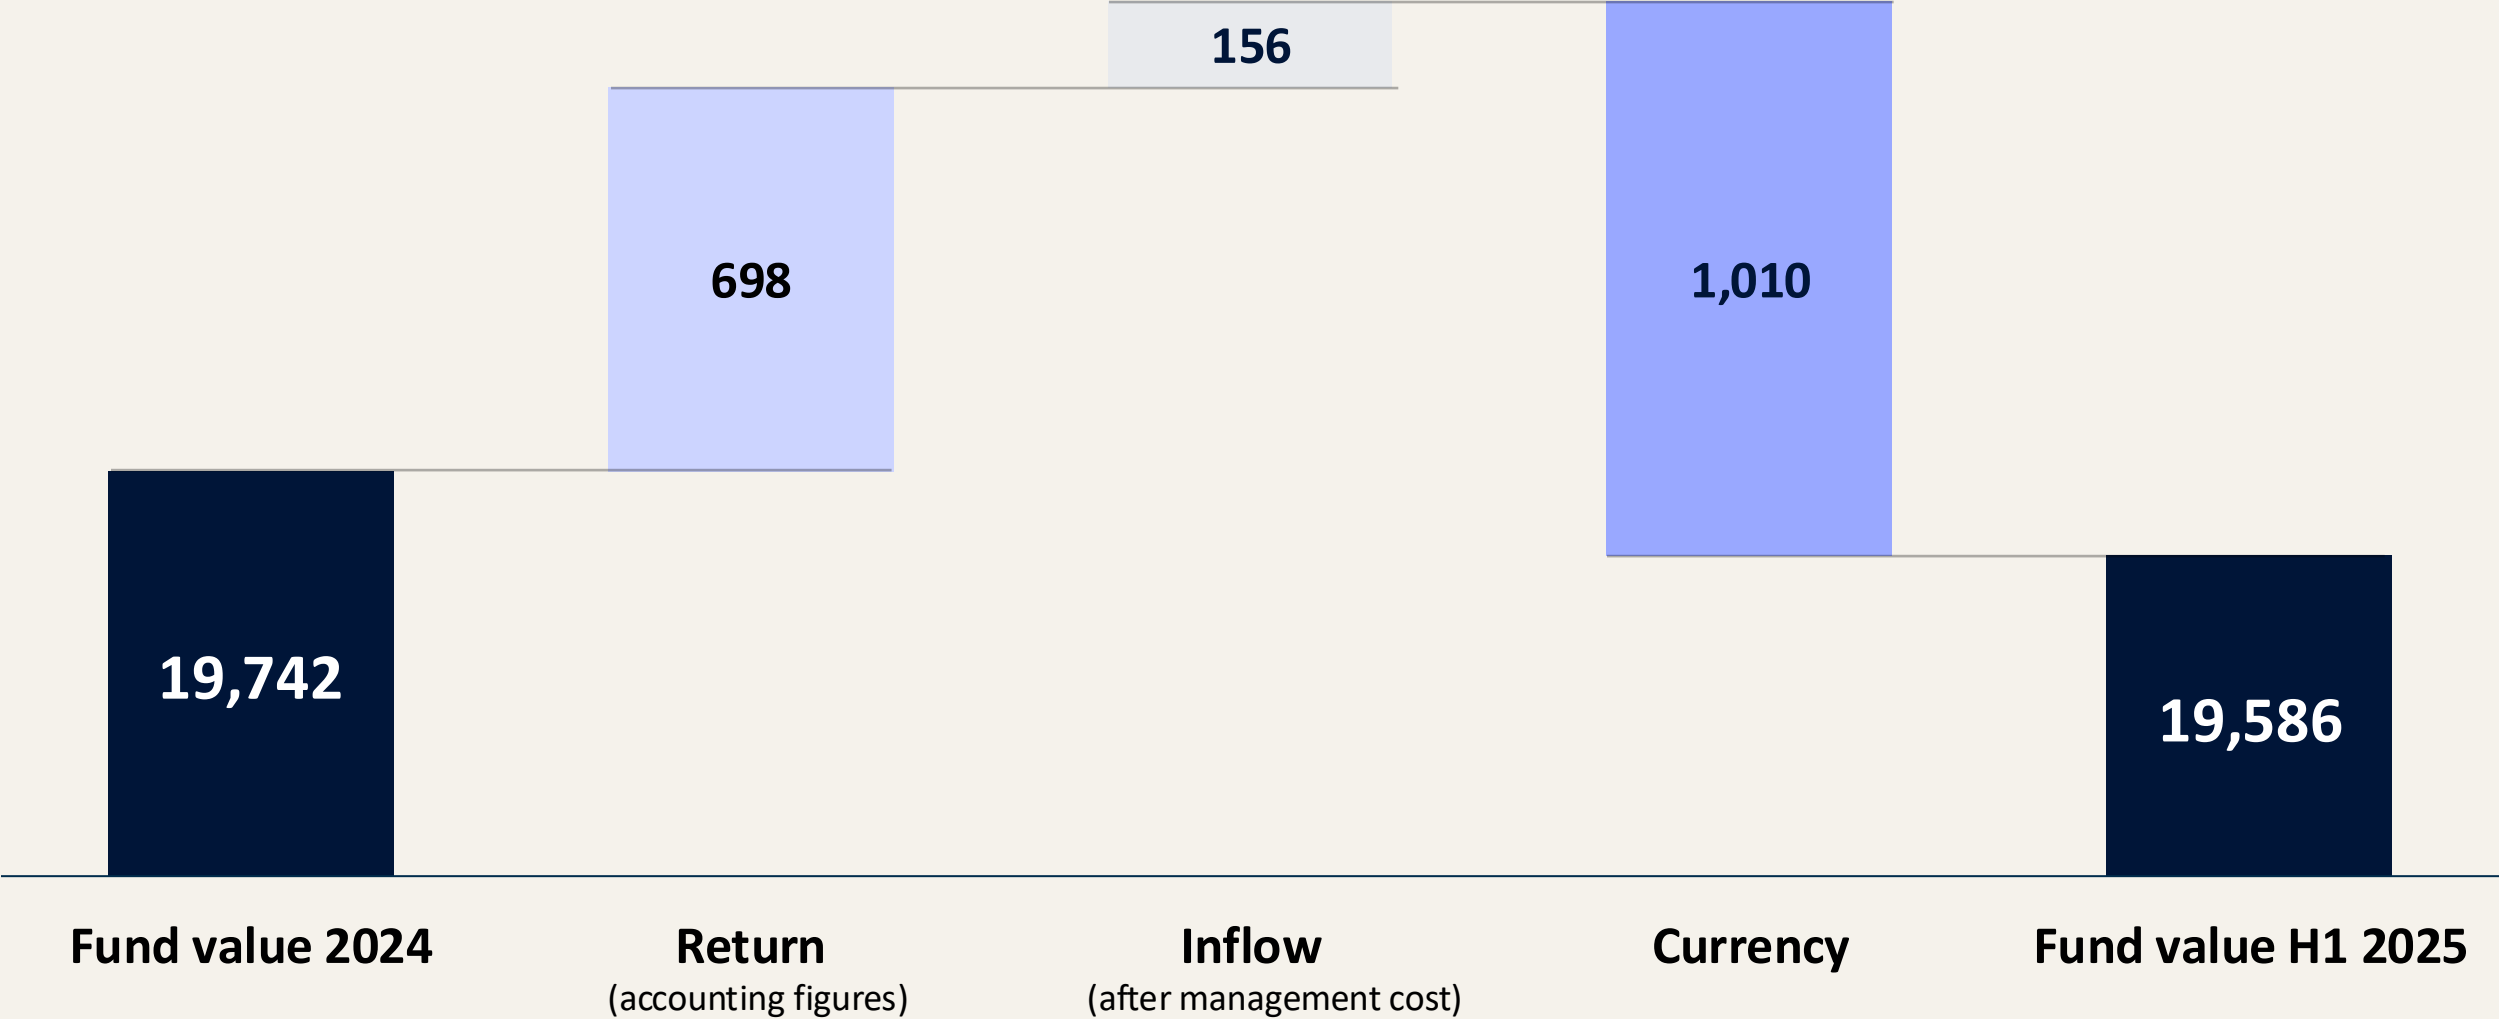 156
698
1,010
19,742
19,586
Fund value 2024
Return
(accounting figures)
Inflow
(after management cost)
Currency
Fund value H1 2025